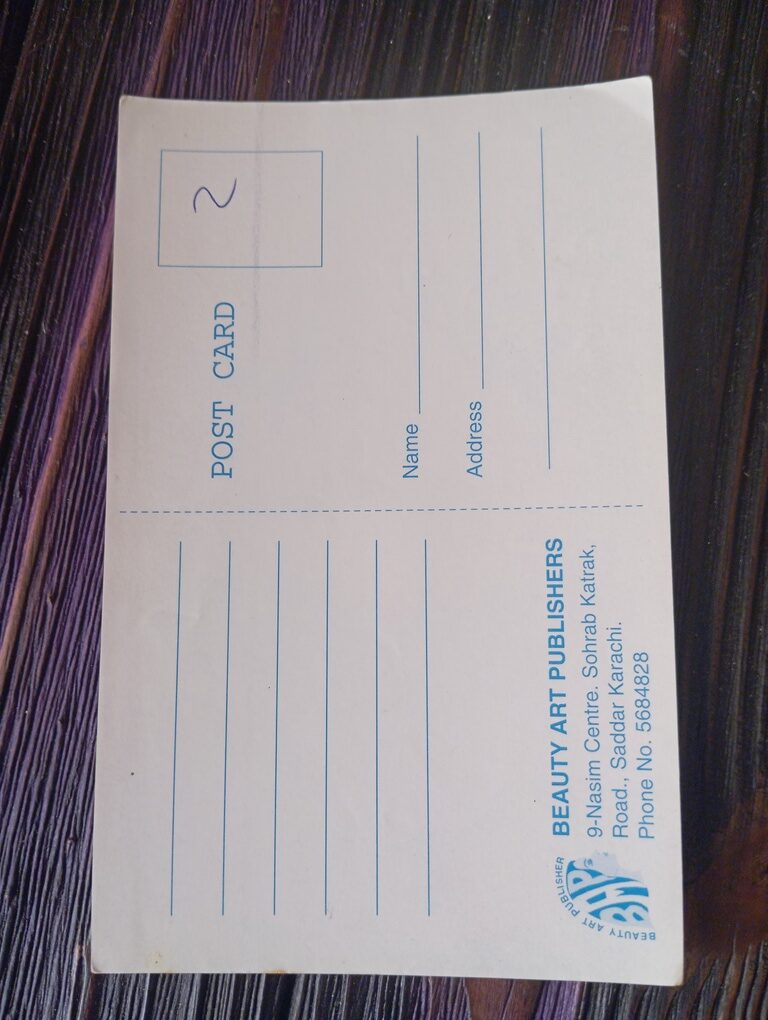 2
POST CARD
Name
Address
BEAUTY ART PUBLISHERS
9-Nasim Centre. Sohrab Katrak,
Road., Saddar Karachi.
Phone No. 5684828
BEAUTY ART PUBLISHER
BAP